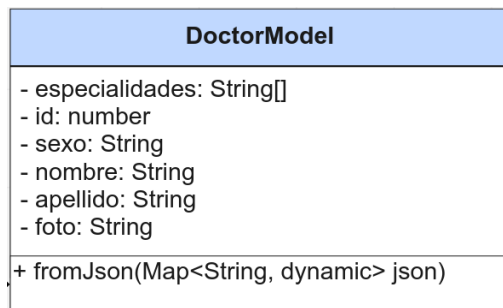 DoctorModel
- especialidades: String[]
- id: number
- sexo: String
- nombre: String
- apellido: String
- foto: String
+ fromJson(Map<String, dynamic> json)